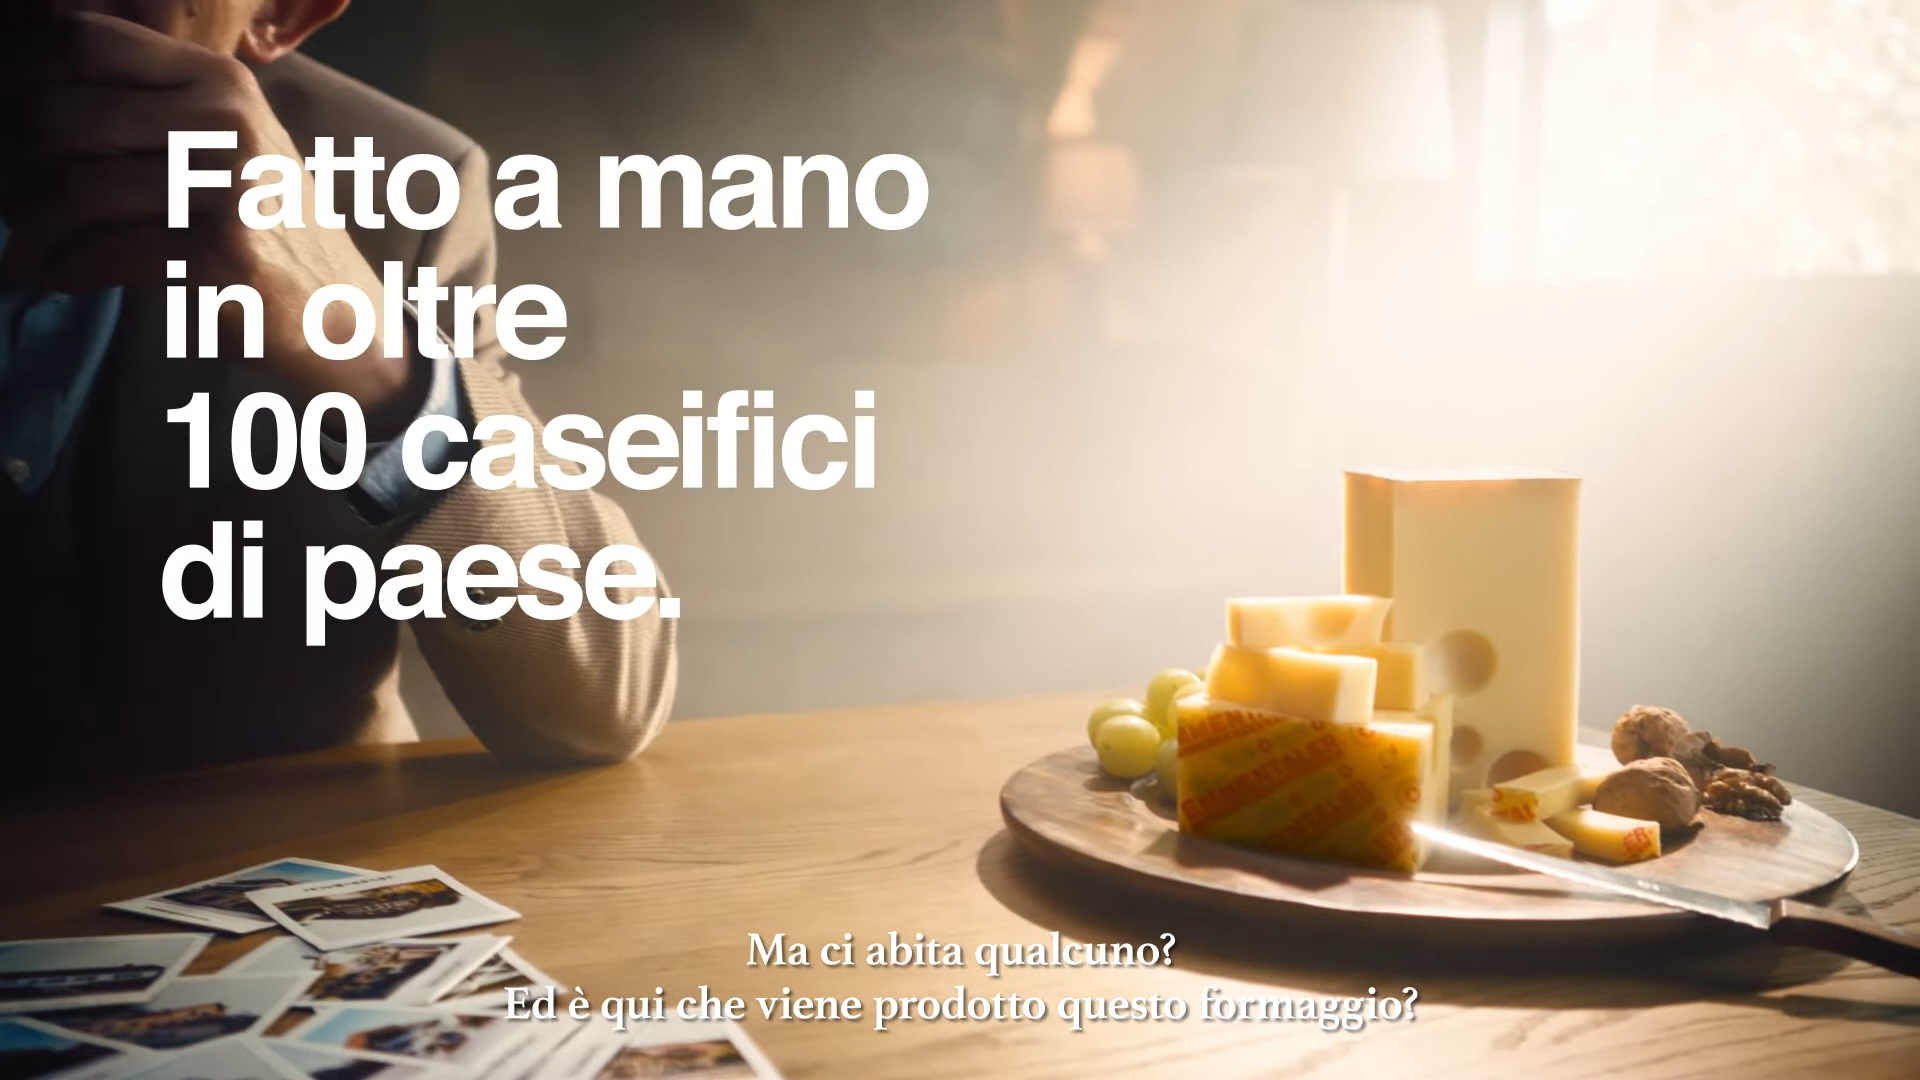 Fatto a mano
in oltre
100 caseifici
di paese.
EMMENTALER
Ma ci abita qualcuno?
Ed è qui che viene prodotto questo formaggio?